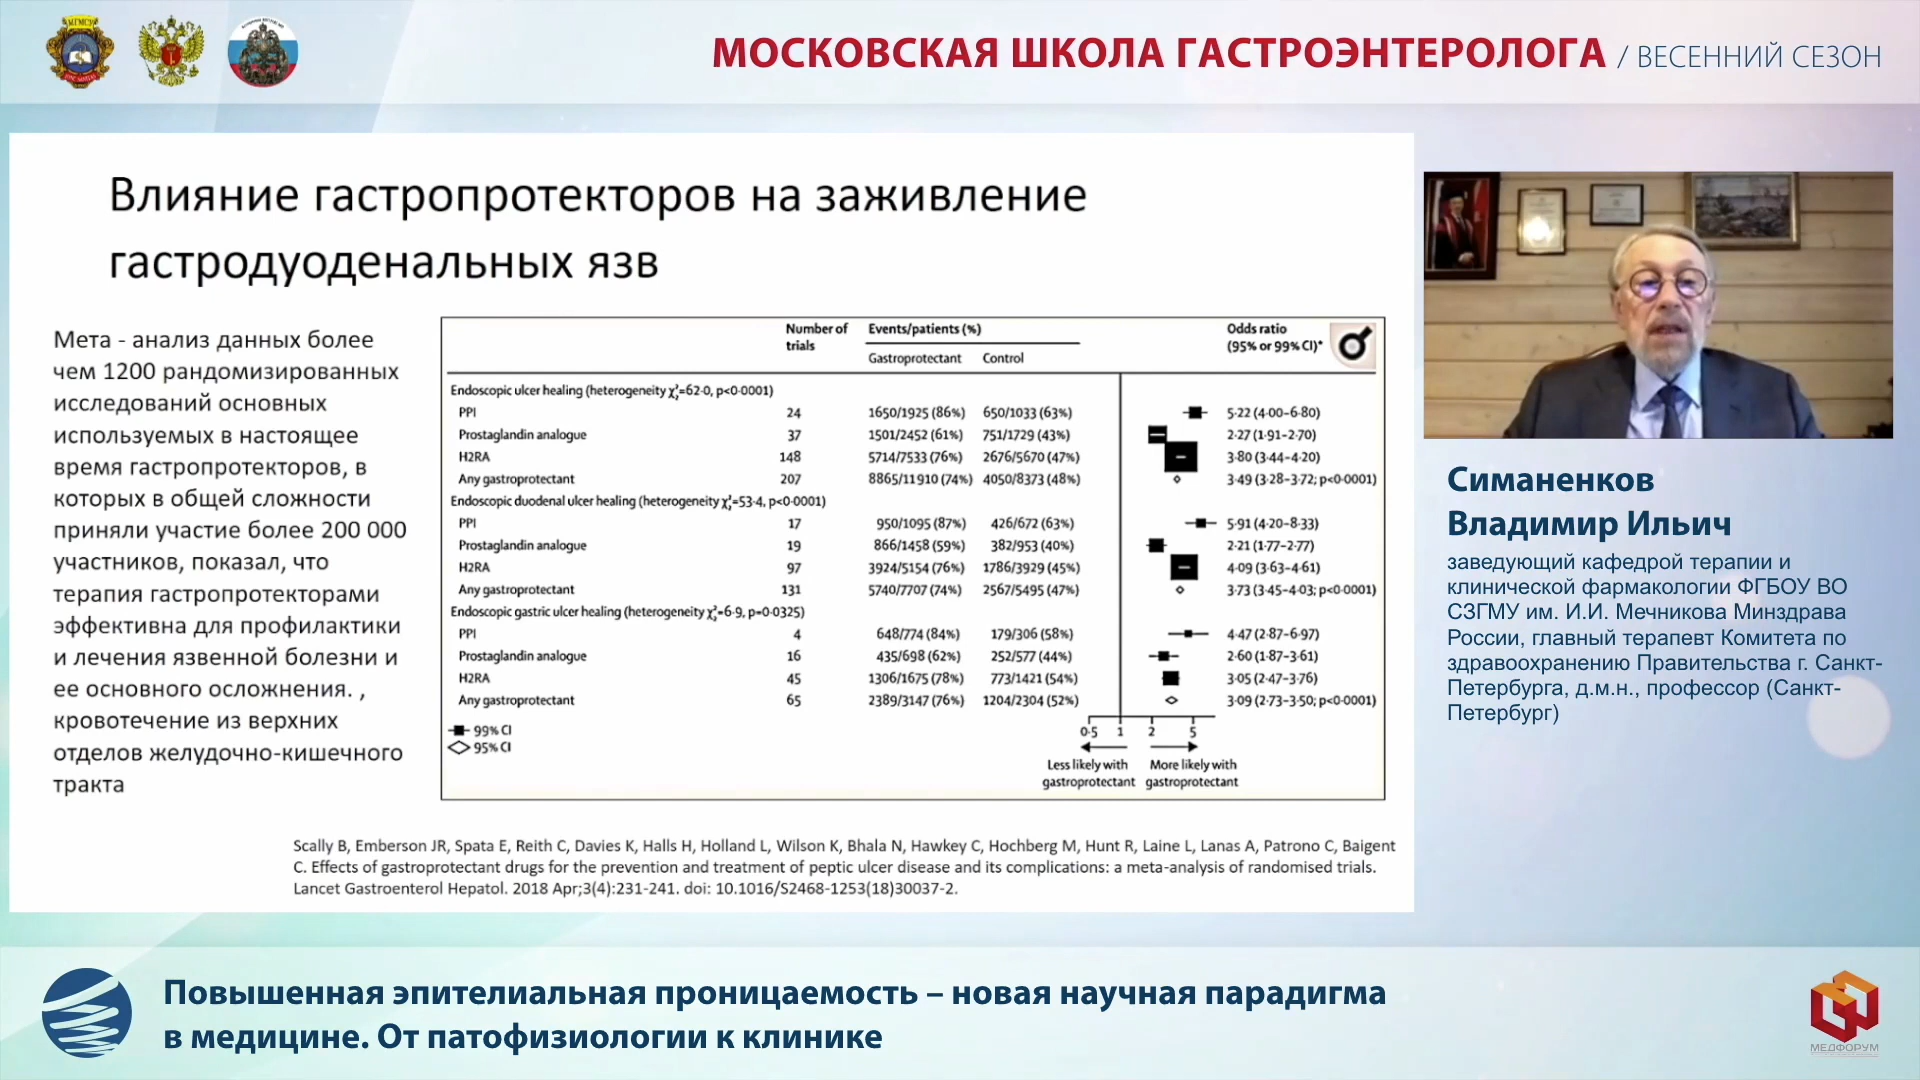 МОСКОВСКАЯ ШКОЛА ГАСТРОЭНТЕРОЛОГА / ВЕСЕННИЙ СЕЗОН
Влияние гастропротекторов на заживление
гастродуоденальных язв
Мета - анализ данных более
чем 1200 рандомизированных
исследований основных
используемых в настоящее
время гастропротекторов, в
которых в общей сложности
приняли участие более 200 000
участников, показал, что
терапия гастропротекторами
эффективна для профилактики
и лечения язвенной болезни и
ее основного осложнения. ,
кровотечение из верхних
отделов желудочно-кишечного
тракта
Number of trials Events/patients (%) Odds ratio (95% or 99% CI)*
Gastroprotectant Control
Endoscopic ulcer healing (heterogeneity χ²=62·0, p<0·0001)
PPI 24 1650/1925 (86%) 650/1033 (63%) 5·22 (4·00–6·80)
Prostaglandin analogue 37 1501/2452 (61%) 751/1729 (43%) 2·27 (1·91–2·70)
H2RA 148 5714/7533 (76%) 2676/5670 (47%) 3·80 (3·44–4·20)
Any gastroprotectant 207 8865/11910 (74%) 4050/8373 (48%) 3·49 (3·28–3·72; p<0·0001)
Endoscopic duodenal ulcer healing (heterogeneity χ²=53·4, p<0·0001)
PPI 17 950/1095 (87%) 426/672 (63%) 5·91 (4·20–8·33)
Prostaglandin analogue 19 866/1458 (59%) 382/953 (40%) 2·21 (1·77–2·77)
H2RA 97 3924/5154 (76%) 1786/3929 (45%) 4·09 (3·63–4·61)
Any gastroprotectant 131 5740/7707 (74%) 2567/5495 (47%) 3·73 (3·45–4·03; p<0·0001)
Endoscopic gastric ulcer healing (heterogeneity χ²=6·9, p=0·0325)
PPI 4 648/774 (84%) 179/306 (58%) 4·47 (2·87–6·97)
Prostaglandin analogue 16 435/698 (62%) 252/577 (44%) 2·60 (1·87–3·61)
H2RA 45 1306/1675 (78%) 773/1421 (54%) 3·05 (2·47–3·76)
Any gastroprotectant 65 2389/3147 (76%) 1204/2304 (52%) 3·09 (2·73–3·50; p<0·0001)
99% CI
95% CI
0·5 1 2 5
Less likely with gastroprotectant
More likely with gastroprotectant
Scally B, Emberson JR, Spata E, Reith C, Davies K, Halls H, Holland L, Wilson K, Bhala N, Hawkey C, Hochberg M, Hunt R, Laine L, Lanas A, Patrono C, Baigent
C. Effects of gastroprotectant drugs for the prevention and treatment of peptic ulcer disease and its complications: a meta-analysis of randomised trials.
Lancet Gastroenterol Hepatol. 2018 Apr;3(4):231-241. doi: 10.1016/S2468-1253(18)30037-2.
Симаненков
Владимир Ильич
заведующий кафедрой терапии и
клинической фармакологии ФГБОУ ВО
СЗГМУ им. И.И. Мечникова Минздрава
России, главный терапевт Комитета по
здравоохранению Правительства г. Санкт-
Петербурга, д.м.н., профессор (Санкт-
Петербург)
Повышенная эпителиальная проницаемость – новая научная парадигма
в медицине. От патофизиологии к клинике
МЕДФОРУМ